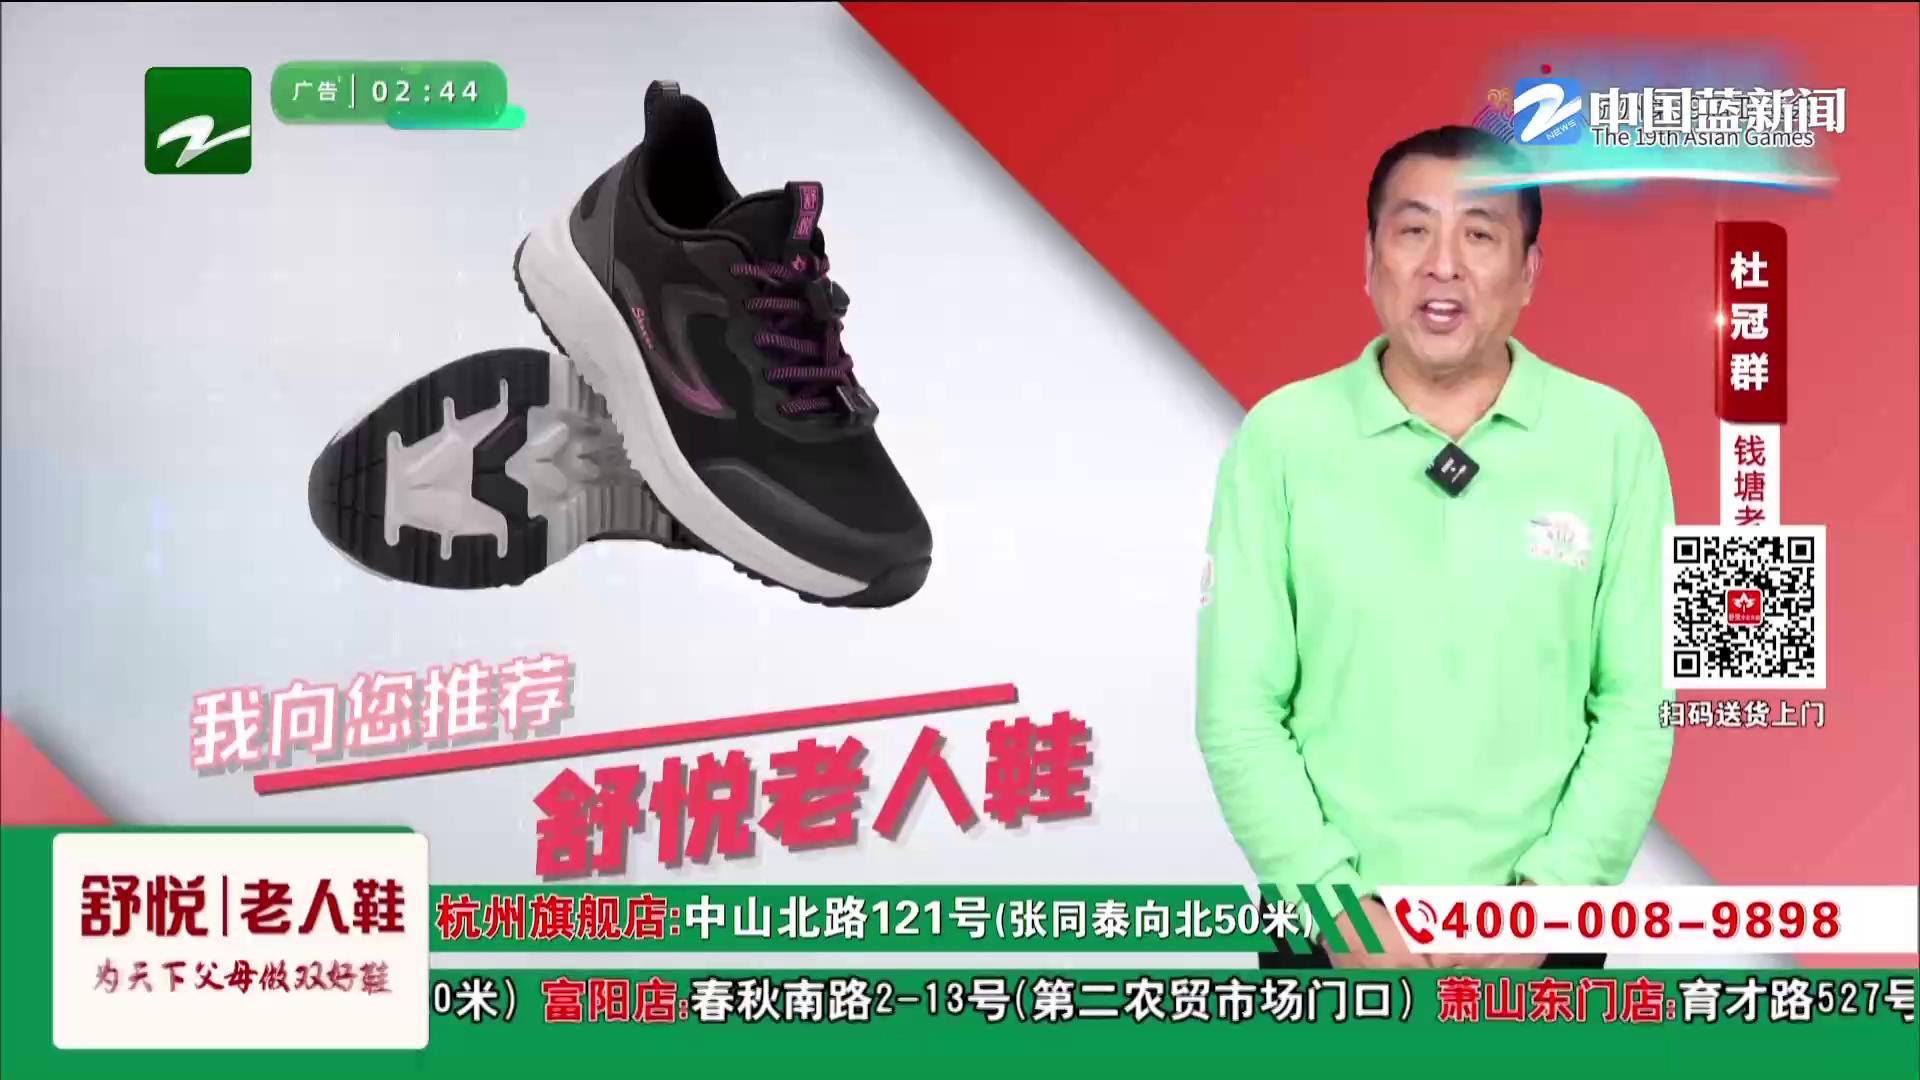 广告 02:44
中国蓝新闻
NEWS
The 19th Asian Games
杜冠群
钱塘老
舒悦
扫码送货上门
我向您推荐
舒悦老人鞋
舒悦 老人鞋
为天下父母做双好鞋
杭州旗舰店:中山北路121号(张同泰向北50米)
400-008-9898
0米) 富阳店:春秋南路2-13号(第二农贸市场门口) 萧山东门店:育才路527号